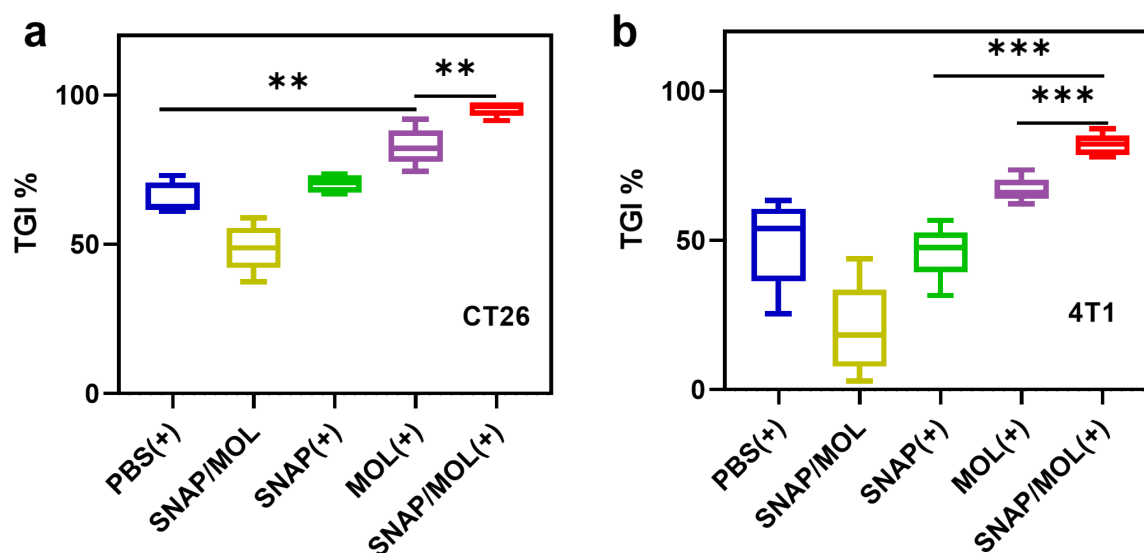 a
**
**
100
50
0
TGI %
CT26
PBS(+)
SNAP/MOL
SNAP(+)
MOL(+)
SNAP/MOL(+)
b
***
***
100
50
0
TGI %
4T1
PBS(+)
SNAP/MOL
SNAP(+)
MOL(+)
SNAP/MOL(+)